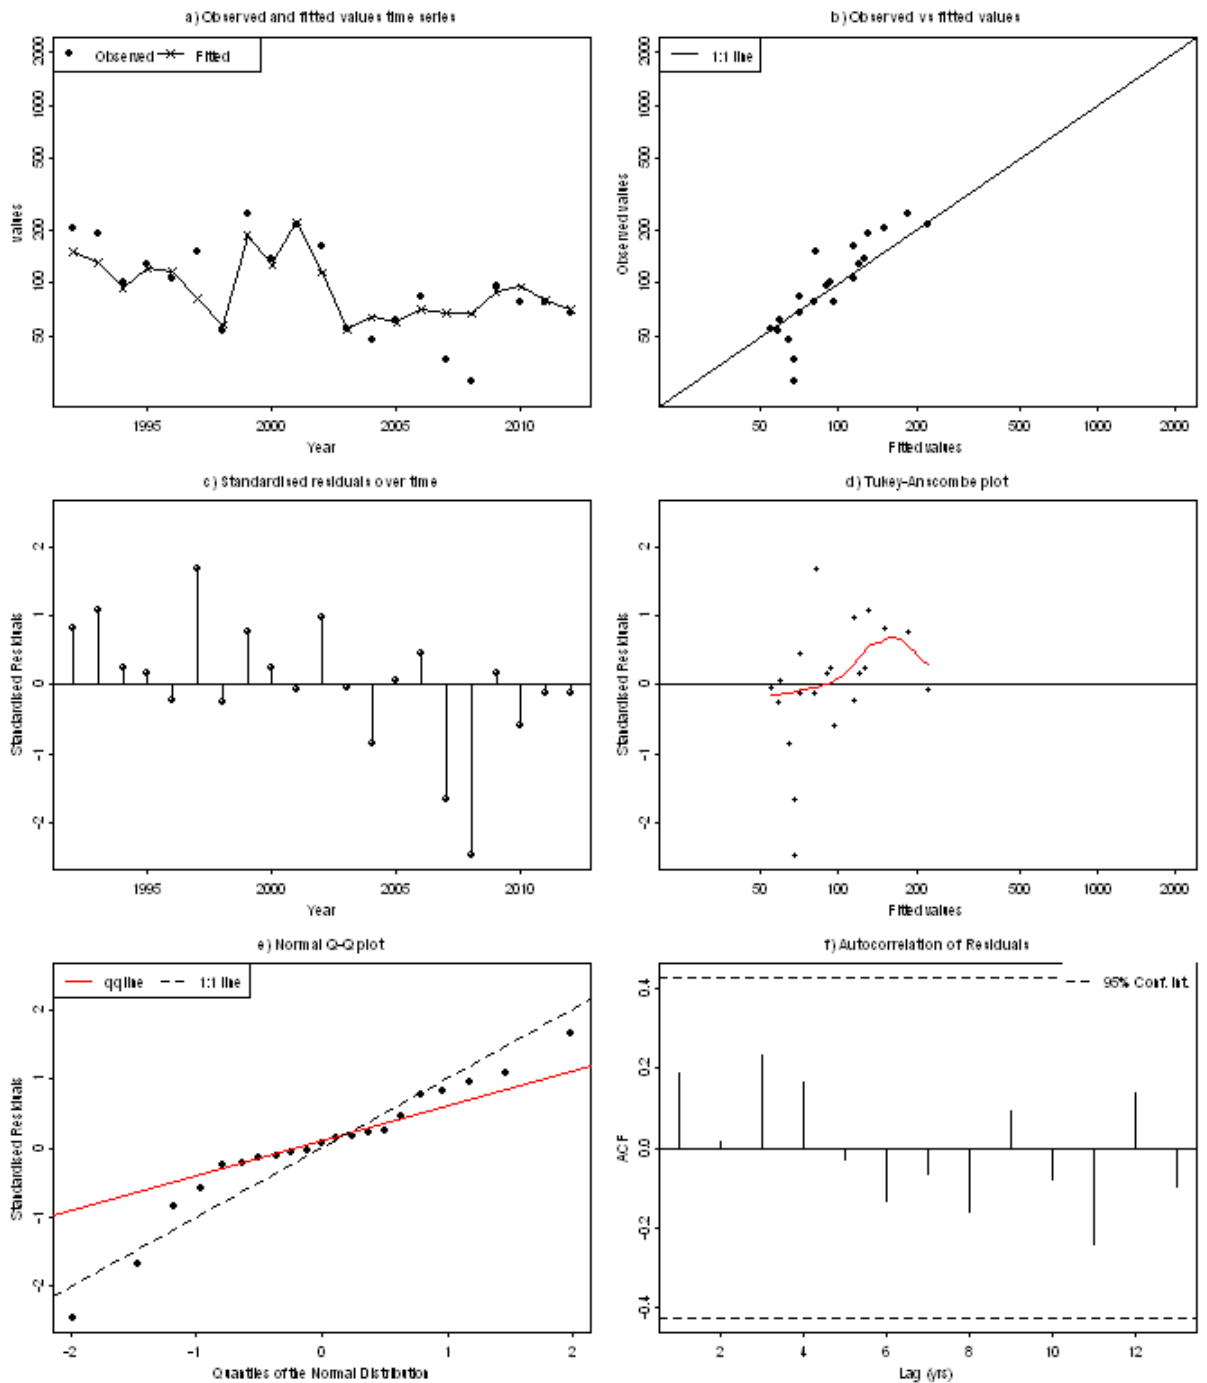 a) Observed and fitted values time series
2000
1000
500
200
100
50
values
Observed Fitted
1995 2000 2005 2010
Year
b) Observed vs fitted values
2000
1000
500
200
100
50
Observed values
1:1 line
50 100 200 500 1000 2000
Fitted values
c) Standardised residuals over time
2
1
0
-1
-2
Standardised Residuals
1995 2000 2005 2010
Year
d) Tukey-Anscombe plot
2
1
0
-1
-2
Standardised Residuals
50 100 200 500 1000 2000
Fitted values
e) Normal Q-Q plot
2
1
0
-1
-2
Standardised Residuals
qq line 1:1 line
-2 -1 0 1 2
Quantiles of the Normal Distribution
f) Autocorrelation of Residuals
0.4
0.2
0.0
-0.2
-0.4
ACF
95% Conf. Int.
2 4 6 8 10 12
Lag (yrs)